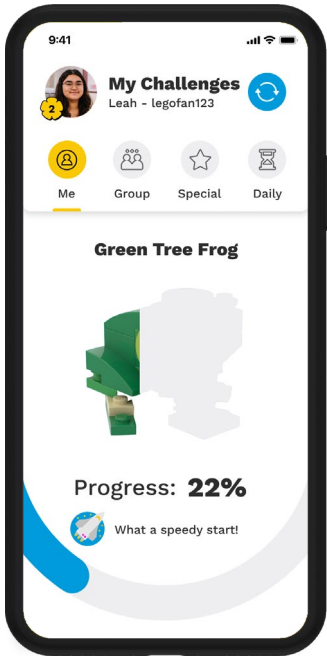 9:41
My Challenges
Leah - legofan123
2
Me Group Special Daily
Green Tree Frog
Progress: 22%
What a speedy start!